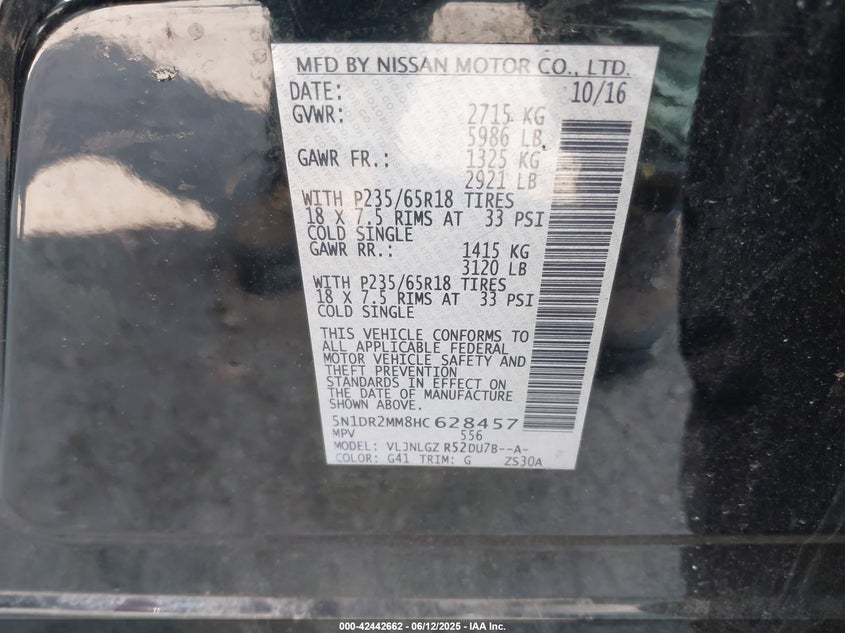 MFD BY NISSAN MOTOR CO., LTD.
DATE: 10/16
GVWR: 2715 KG
5986 LB
GAWR FR.: 1325 KG
2921 LB
WITH P235/65R18 TIRES
18 X 7.5 RIMS AT 33 PSI
COLD SINGLE
GAWR RR.: 1415 KG
3120 LB
WITH P235/65R18 TIRES
18 X 7.5 RIMS AT 33 PSI
COLD SINGLE
THIS VEHICLE CONFORMS TO
ALL APPLICABLE FEDERAL
MOTOR VEHICLE SAFETY AND
THEFT PREVENTION
STANDARDS IN EFFECT ON
THE DATE OF MANUFACTURE
SHOWN ABOVE.
5N1DR2MM8HC 628457
MPV 556
MODEL: VLJNLGZ R52DU7B--A-
COLOR: G41 TRIM: G ZS30A
000-42442662 - 06/12/2025 - IAA Inc.